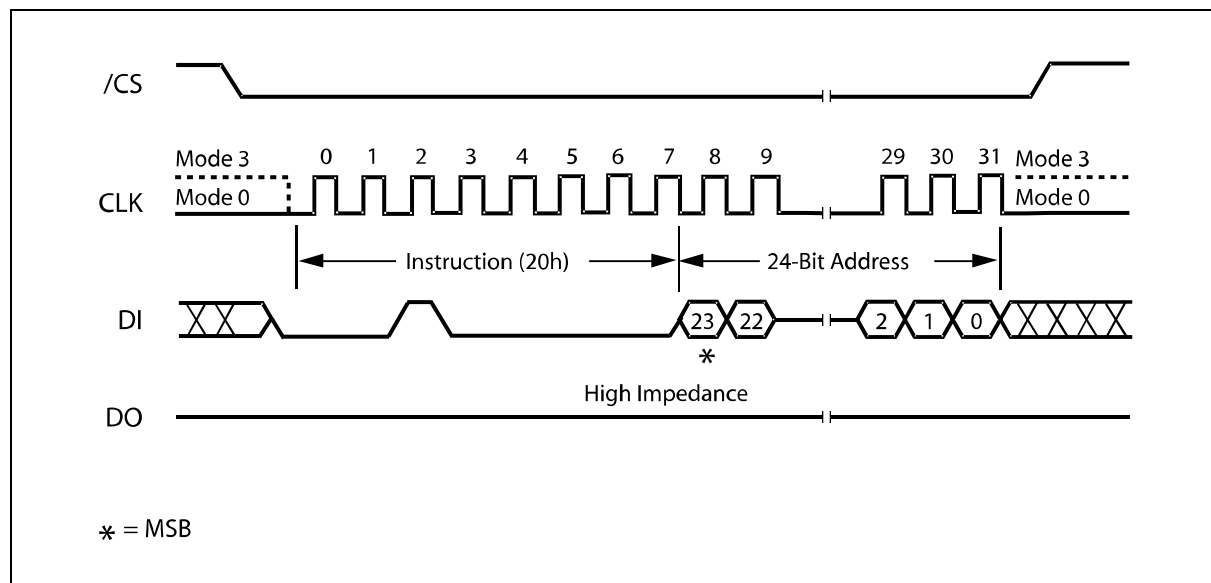 /CS
Mode 3 0 1 2 3 4 5 6 7 8 9 29 30 31 Mode 3
CLK Mode 0 Mode 0
Instruction (20h) 24-Bit Address
DI 23 22 2 1 0
*
High Impedance
DO
* = MSB